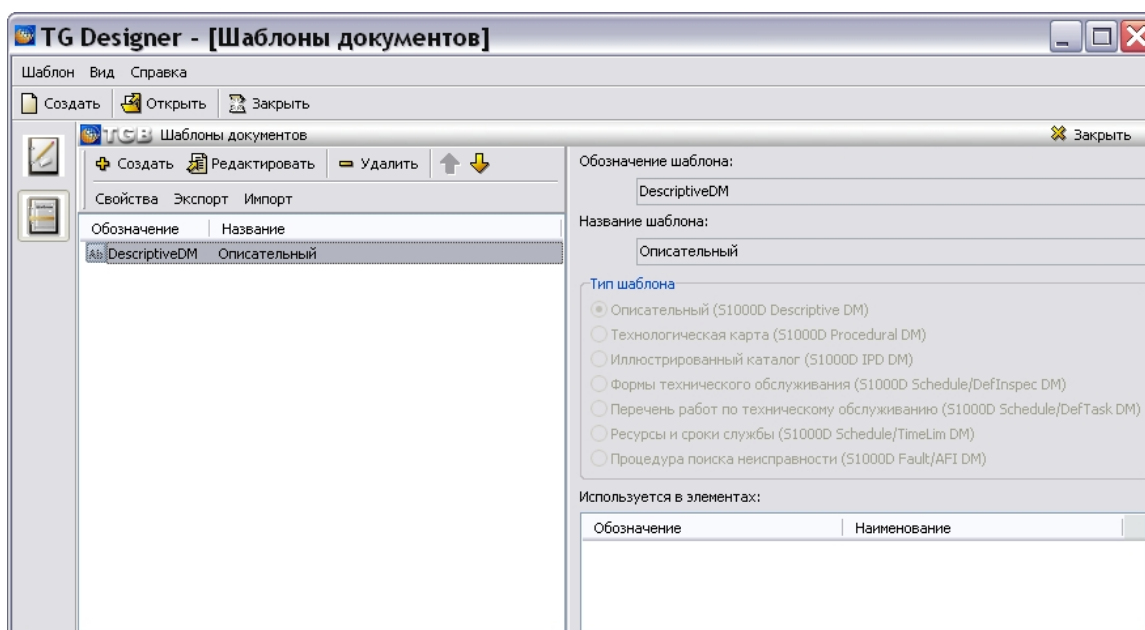 TG Designer - [Шаблоны документов]
Шаблон Вид Справка
Создать Открыть Закрыть
TGB Шаблоны документов Закрыть
Создать Редактировать Удалить
Свойства Экспорт Импорт
Обозначение Название
Ab DescriptiveDM Описательный
Обозначение шаблона:
DescriptiveDM
Название шаблона:
Описательный
Тип шаблона
Описательный (S1000D Descriptive DM)
Технологическая карта (S1000D Procedural DM)
Иллюстрированный каталог (S1000D IPD DM)
Формы технического обслуживания (S1000D Schedule/DefInspec DM)
Перечень работ по техническому обслуживанию (S1000D Schedule/DefTask DM)
Ресурсы и сроки службы (S1000D Schedule/TimeLim DM)
Процедура поиска неисправности (S1000D Fault/AFI DM)
Используется в элементах:
Обозначение Наименование